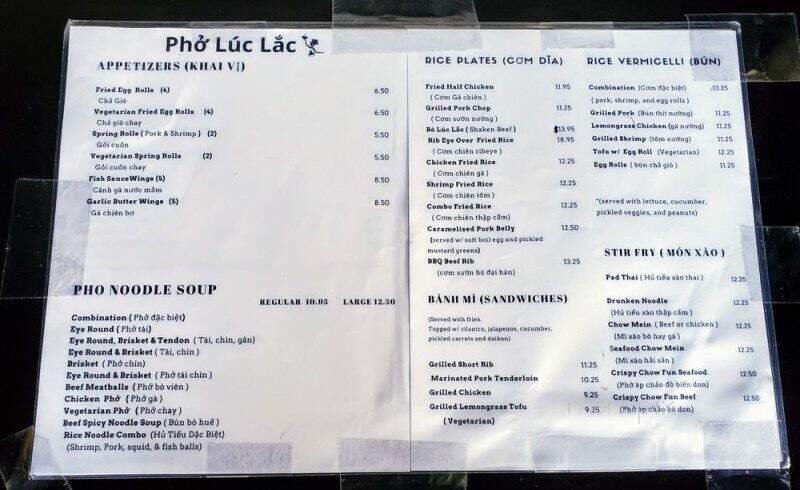 Phở Lúc Lắc
APPETIZERS (KHAI VỊ)
Fried Egg Rolls (4) 6.50
Chả Giò
Vegetarian Fried Egg Rolls (4) 6.50
Chả giò chay
Spring Rolls ( Pork & Shrimp ) (2) 5.50
Gỏi cuốn
Vegetarian Spring Rolls (2) 5.50
Gỏi cuốn chay
Fish Sauce Wings (5) 8.50
Cánh gà nước mắm
Garlic Butter Wings (5) 8.50
Gà chiên bơ
PHO NOODLE SOUP
REGULAR 10.95 LARGE 12.50
Combination ( Phở đặc biệt)
Eye Round ( Phở tái)
Eye Round, Brisket & Tendon ( Tái, chín, gân)
Eye Round & Brisket ( Tái, chín )
Brisket ( Phở chín)
Eye Round & Brisket ( Phở tái chín )
Beef Meatballs ( Phở bò viên )
Chicken Phở ( Phở gà )
Vegetarian Phở ( Phở chay )
Beef Spicy Noodle Soup ( Bún bò huế )
Rice Noodle Combo (Hủ Tiếu Dặc Biệt)
(Shrimp, Pork, squid, & fish balls)
RICE PLATES (CƠM DĨA)
Fried Half Chicken 11.95
( Cơm Gà chiên )
Grilled Pork Chop 11.25
( Cơm sườn nướng )
Bò Lúc Lắc ( Shaken Beef ) $13.95
Rib Eye Over Fried Rice 18.95
( Cơm chiên ribeye )
Chicken Fried Rice 12.25
( Cơm chiên gà )
Shrimp Fried Rice 12.25
( Cơm chiên tôm )
Combo Fried Rice 12.25
( Cơm chiên thập cẩm )
Caramelized Pork Belly 12.50
(served w/ soft boil egg and pickled
mustard greens)
BBQ Beef Rib 13.25
(cơm sườn bò đại hàn)
BÁNH MÌ (SANDWICHES)
(Served with fries.
Topped w/ cilantro, jalapenos, cucumber,
pickled carrots and daikon)
Grilled Short Rib 11.25
Marinated Pork Tenderloin 10.25
Grilled Chicken 9.25
Grilled Lemongrass Tofu 9.25
( Vegetarian)
RICE VERMICELLI (BÚN)
Combination (Cơm đặc biệt) 13.25
( pork, shrimp, and egg rolls )
Grilled Pork (Bún thịt nướng) 11.25
Lemongrass Chicken (gà nướng) 11.25
Grilled Shrimp (tôm nướng) 11.25
Tofu w/ Egg Roll (Vegetarian) 12.25
Egg Rolls ( bún chả giò ) 11.25
*(served with lettuce, cucumber,
pickled veggies, and peanuts)
STIR FRY ( MÓN XÀO )
Pad Thai ( Hủ tiếu xào thai ) 12.25
Drunken Noodle 12.25
(Hủ tiếu xào thập cẩm )
Chow Mein ( Beef or chicken ) 12.25
(Mì xào bò hay gà )
Seafood Chow Mein 12.25
(Mì xào hải sản )
Crispy Chow Fun Seafood 12.50
(Phở áp chảo đồ biển dòn)
Crispy Chow Fun Beef 12.50
(Phở áp chảo bò dòn)